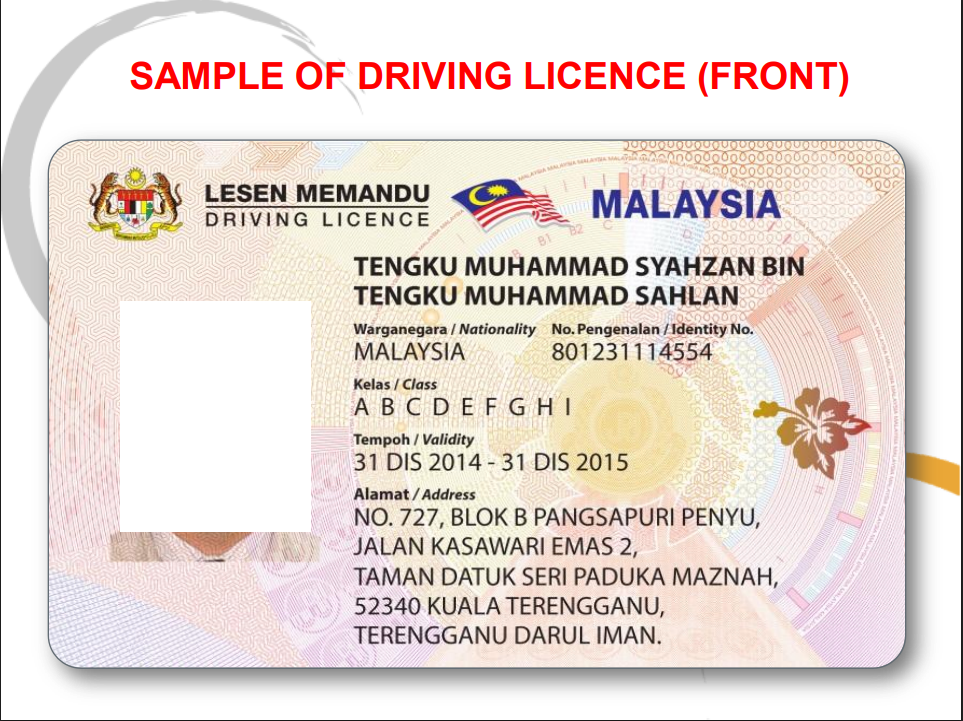 SAMPLE OF DRIVING LICENCE (FRONT)
LESEN MEMANDU
DRIVING LICENCE
MALAYSIA
B B1 B2 C D
TENGKU MUHAMMAD SYAHZAN BIN
TENGKU MUHAMMAD SAHLAN
Warganegara / Nationality No. Pengenalan / Identity No.
MALAYSIA 801231114554
Kelas / Class
A B C D E F G H I
Tempoh / Validity
31 DIS 2014 - 31 DIS 2015
Alamat / Address
NO. 727, BLOK B PANGSAPURI PENYU,
JALAN KASAWARI EMAS 2,
TAMAN DATUK SERI PADUKA MAZNAH,
52340 KUALA TERENGGANU,
TERENGGANU DARUL IMAN.
H